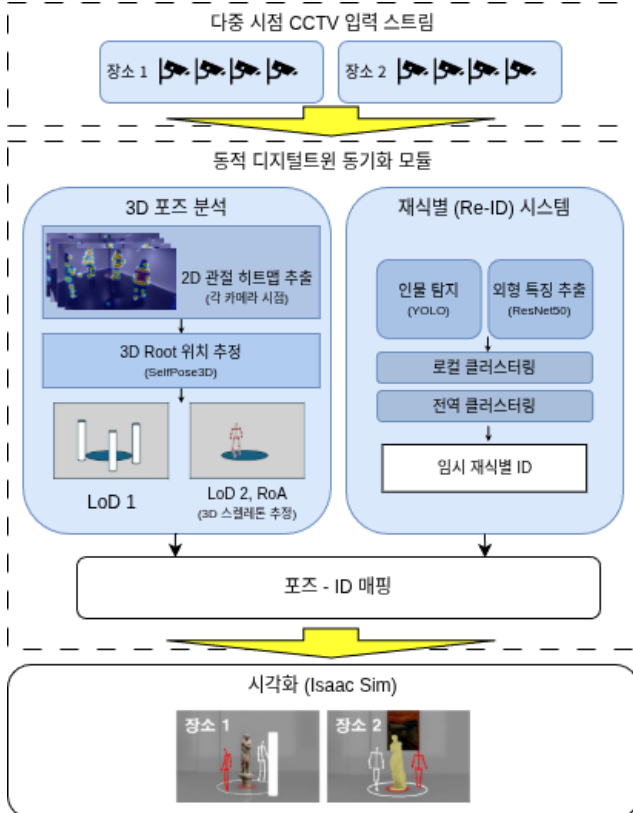 다중 시점 CCTV 입력 스트림
장소 1
장소 2
동적 디지털트윈 동기화 모듈
3D 포즈 분석
2D 관절 히트맵 추출
(각 카메라 시점)
3D Root 위치 추정
(SelfPose3D)
LoD 1
LoD 2, RoA
(3D 스켈레톤 추정)
재식별 (Re-ID) 시스템
인물 탐지
(YOLO)
외형 특징 추출
(ResNet50)
로컬 클러스터링
전역 클러스터링
임시 재식별 ID
포즈 - ID 매핑
시각화 (Isaac Sim)
장소 1
장소 2